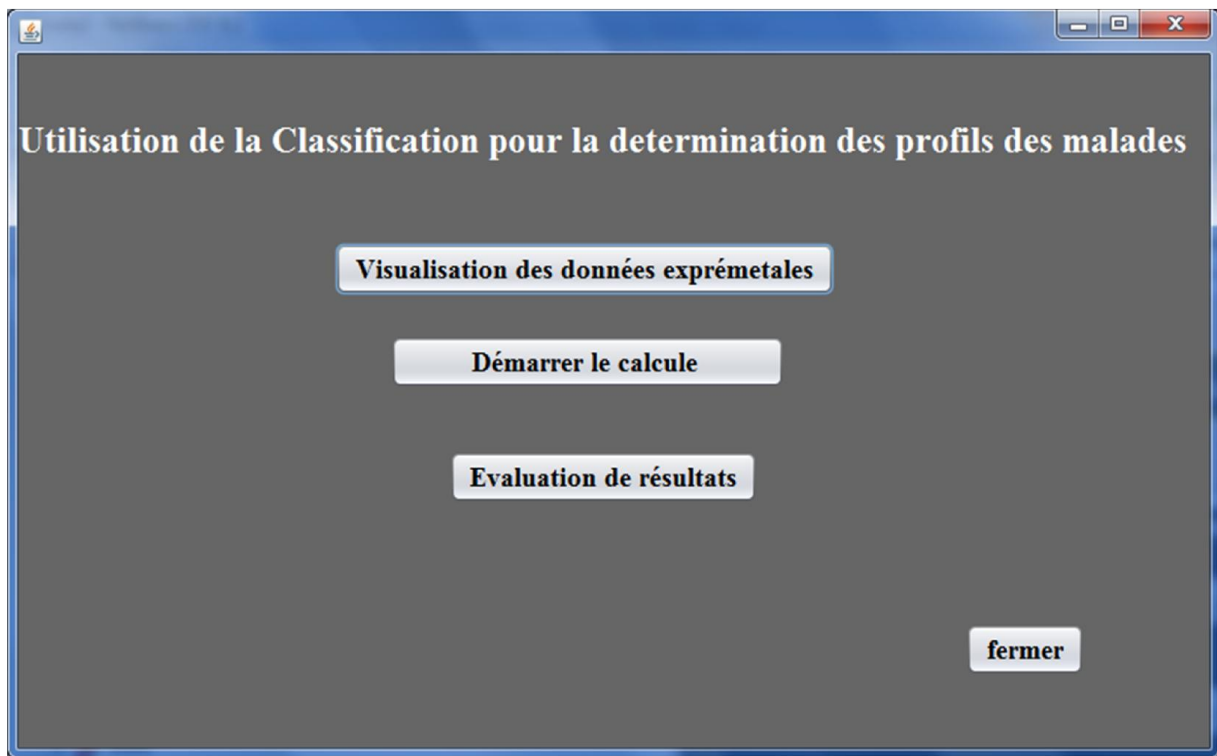 Utilisation de la Classification pour la determination des profils des malades
Visualisation des données exprémetales
Démarrer le calcule
Evaluation de résultats
fermer